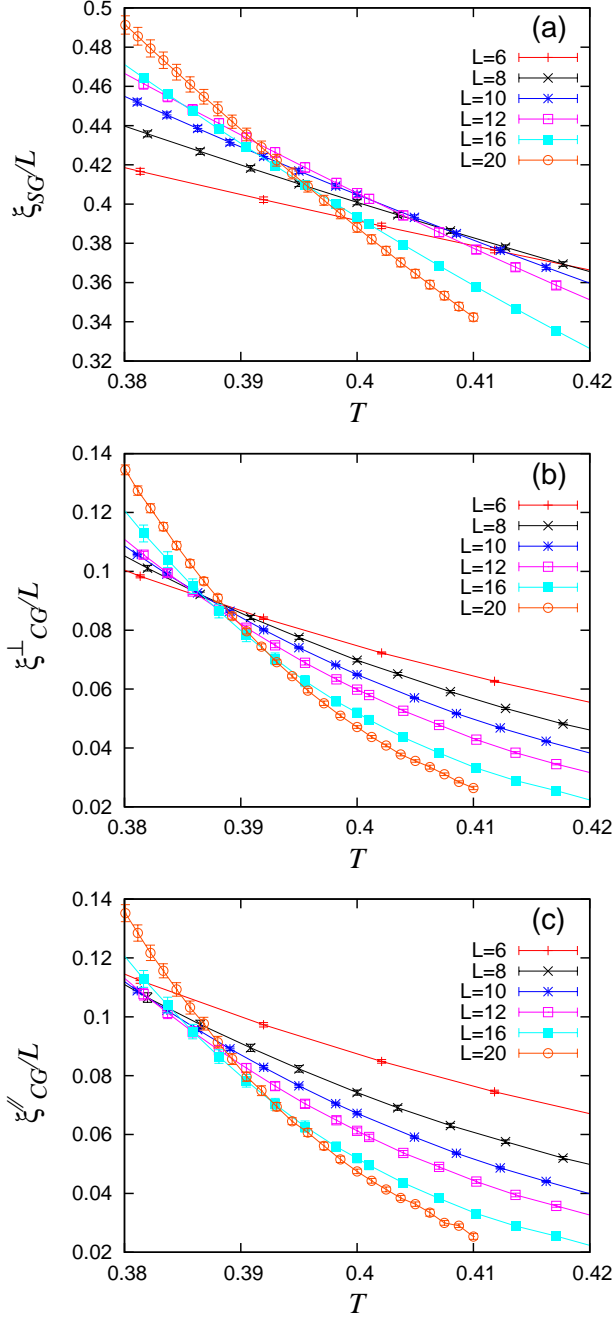 (a)
0.5
0.48
0.46
0.44
0.42
0.4
0.38
0.36
0.34
0.32
ξSG/L
L=6
L=8
L=10
L=12
L=16
L=20
0.38 0.39 0.4 0.41 0.42
T
(b)
0.14
0.12
0.1
0.08
0.06
0.04
0.02
ξ⊥CG/L
L=6
L=8
L=10
L=12
L=16
L=20
0.38 0.39 0.4 0.41 0.42
T
(c)
0.14
0.12
0.1
0.08
0.06
0.04
0.02
ξ//CG/L
L=6
L=8
L=10
L=12
L=16
L=20
0.38 0.39 0.4 0.41 0.42
T